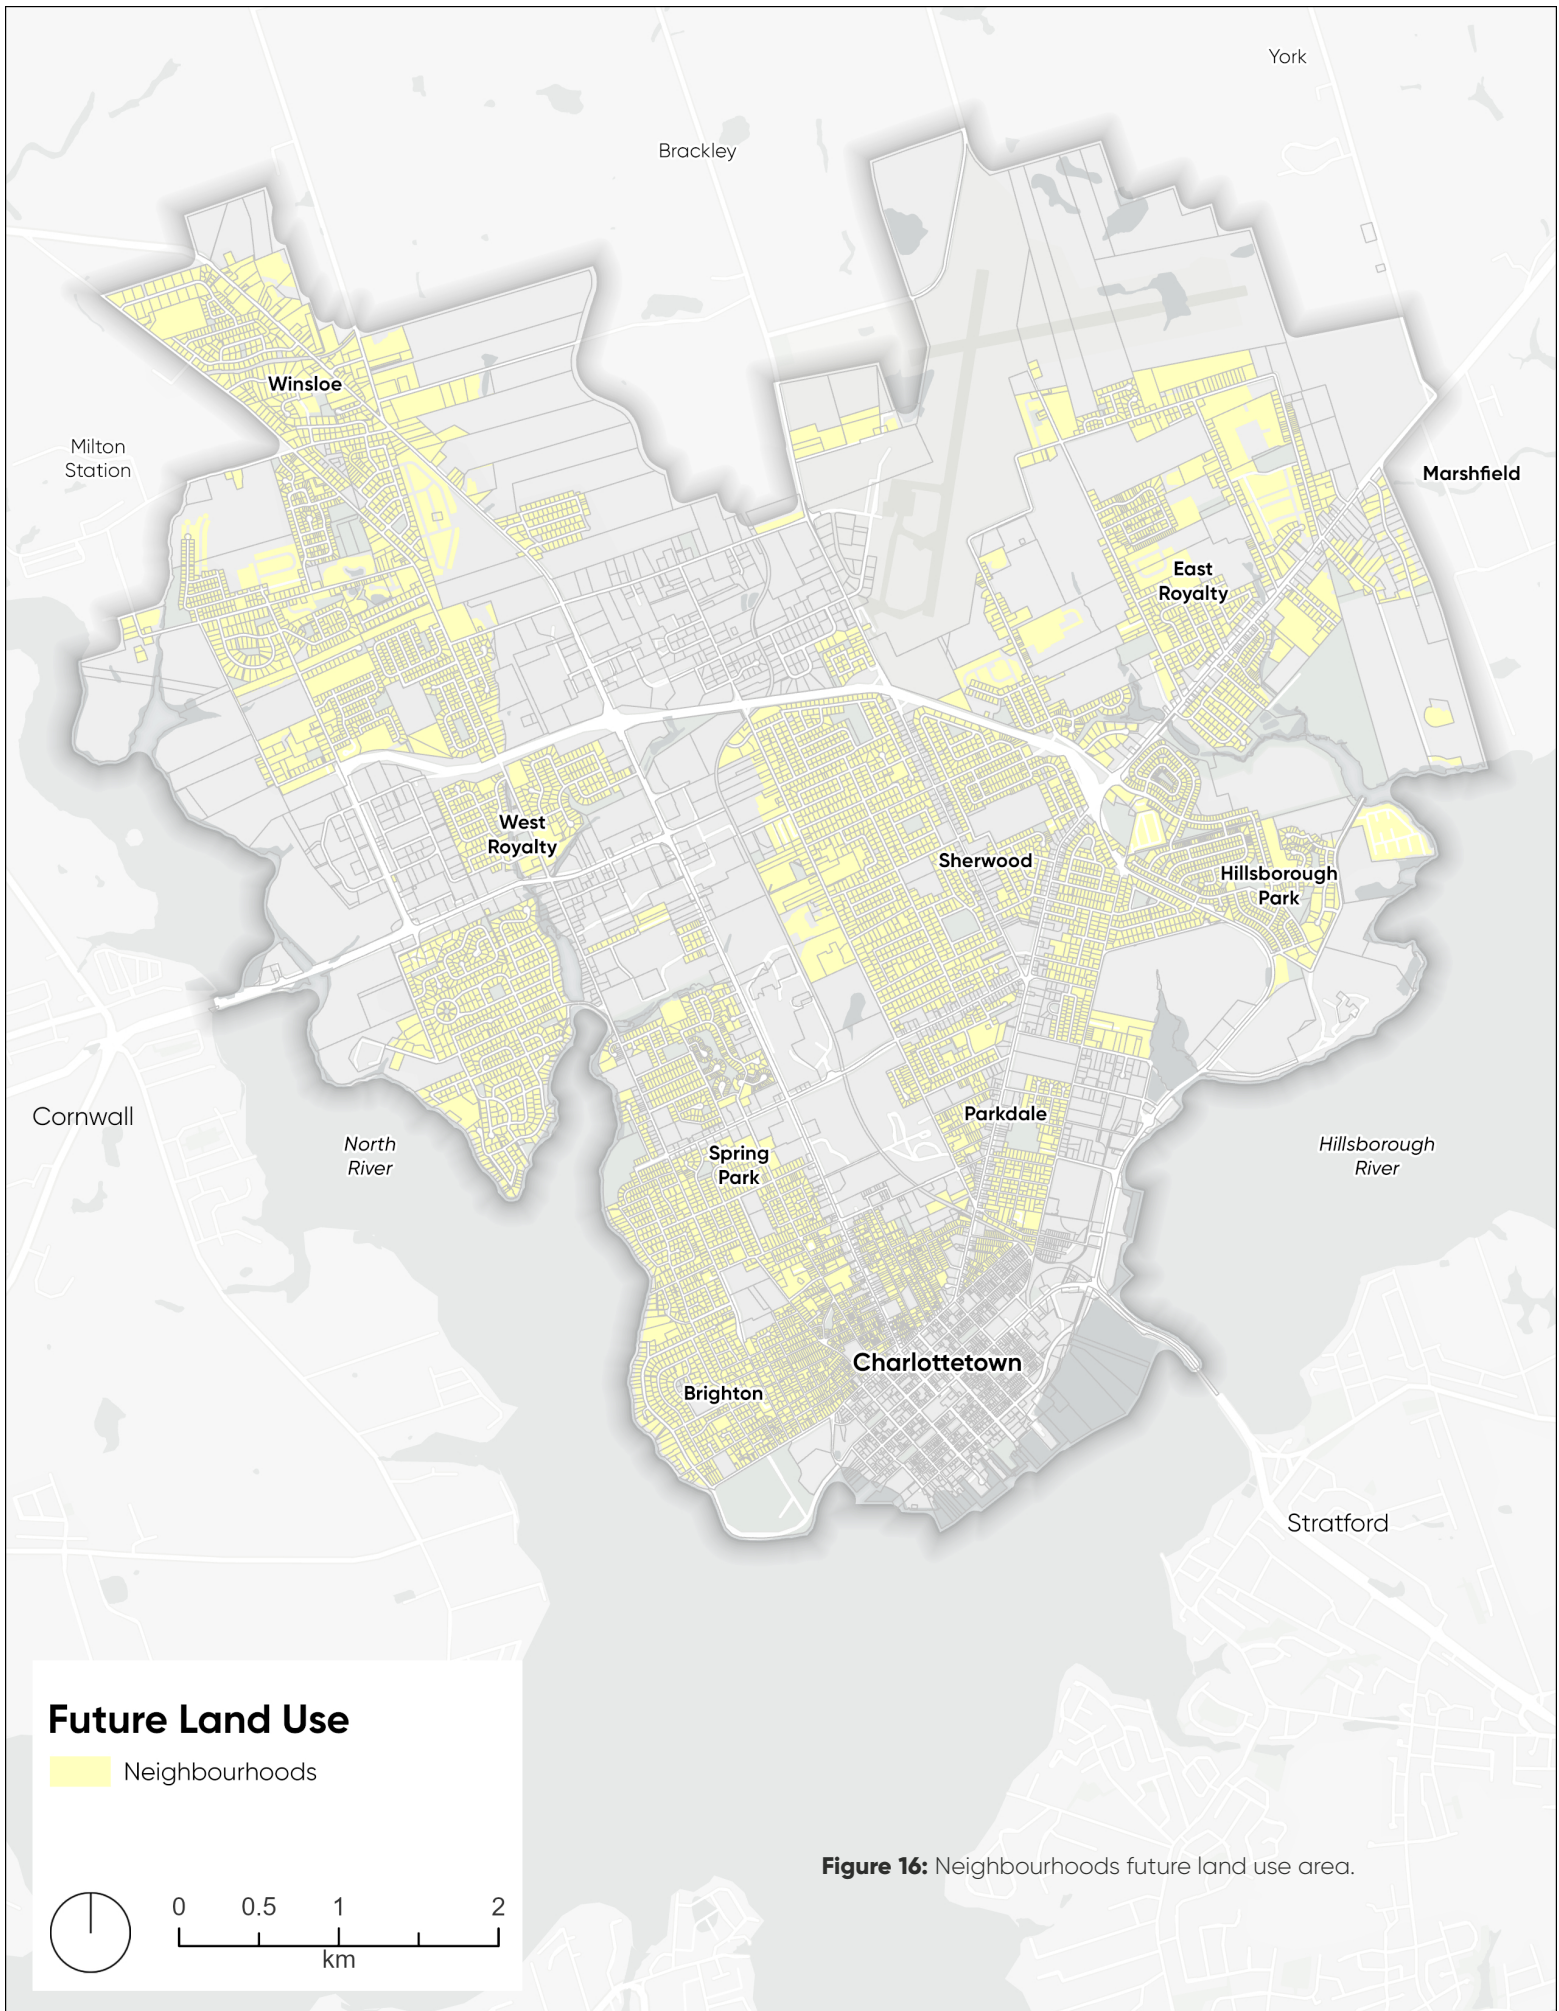 York
Brackley
Winsloe
Milton
Station
Marshfield
East
Royalty
West
Royalty
Sherwood
Hillsborough
Park
Cornwall
North
River
Parkdale
Spring
Park
Hillsborough
River
Charlottetown
Brighton
Stratford
Future Land Use
Neighbourhoods
Figure 16: Neighbourhoods future land use area.
0 0.5 1 2
km